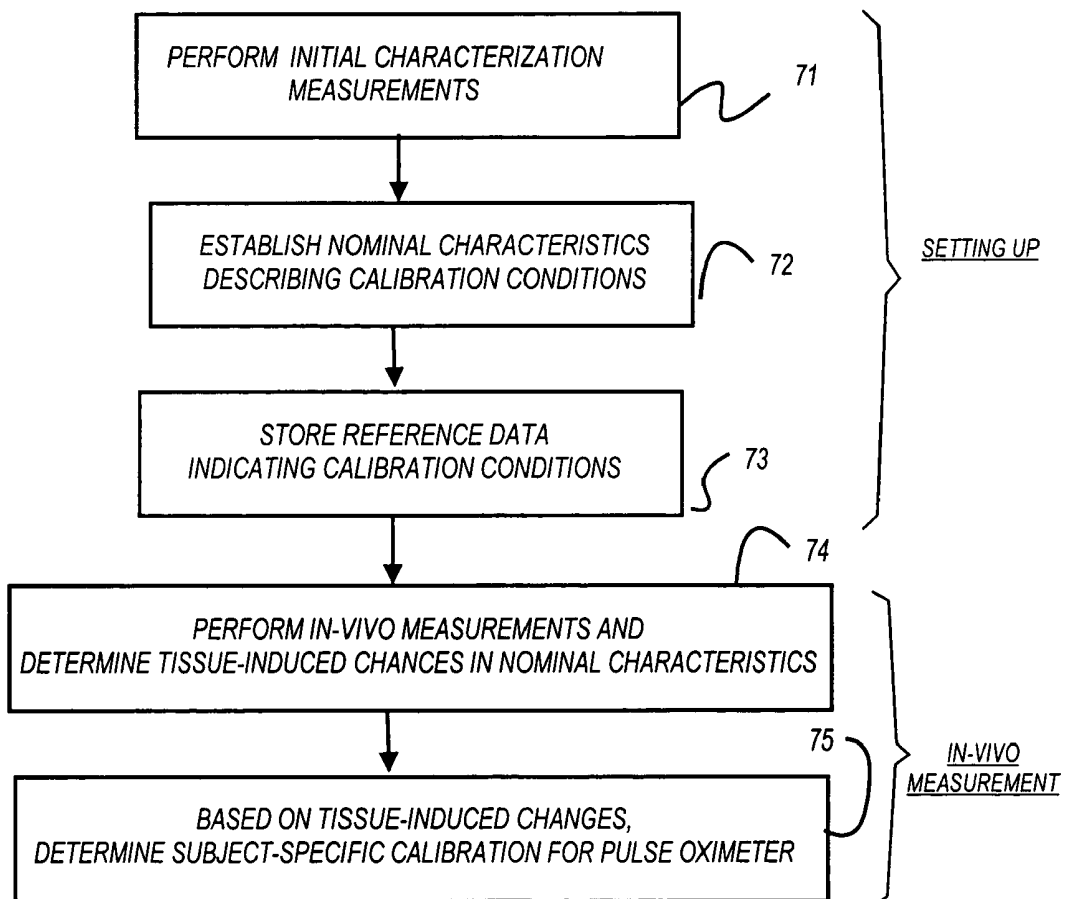 PERFORM INITIAL CHARACTERIZATION
MEASUREMENTS
71
ESTABLISH NOMINAL CHARACTERISTICS
DESCRIBING CALIBRATION CONDITIONS
72
SETTING UP
STORE REFERENCE DATA
INDICATING CALIBRATION CONDITIONS
73
74
PERFORM IN-VIVO MEASUREMENTS AND
DETERMINE TISSUE-INDUCED CHANCES IN NOMINAL CHARACTERISTICS
75
IN-VIVO
MEASUREMENT
BASED ON TISSUE-INDUCED CHANGES,
DETERMINE SUBJECT-SPECIFIC CALIBRATION FOR PULSE OXIMETER